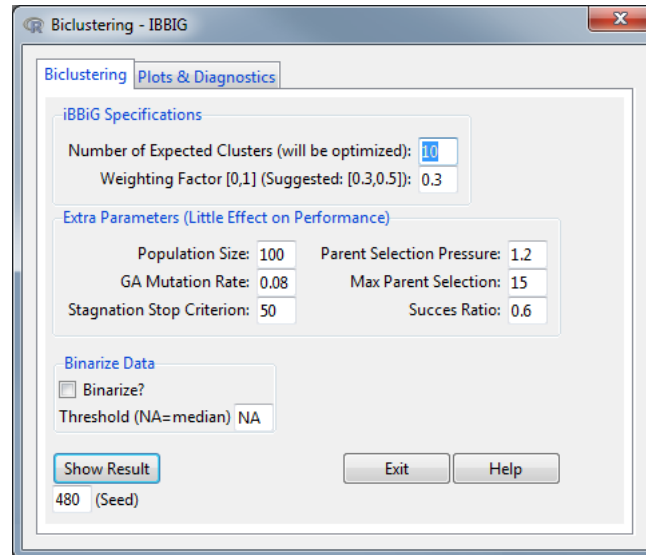 Biclustering - IBBIG
Biclustering Plots & Diagnostics
iBBiG Specifications
Number of Expected Clusters (will be optimized): 10
Weighting Factor [0,1] (Suggested: [0.3,0.5]): 0.3
Extra Parameters (Little Effect on Performance)
Population Size: 100 Parent Selection Pressure: 1.2
GA Mutation Rate: 0.08 Max Parent Selection: 15
Stagnation Stop Criterion: 50 Succes Ratio: 0.6
Binarize Data
Binarize?
Threshold (NA=median) NA
Show Result Exit Help
480 (Seed)